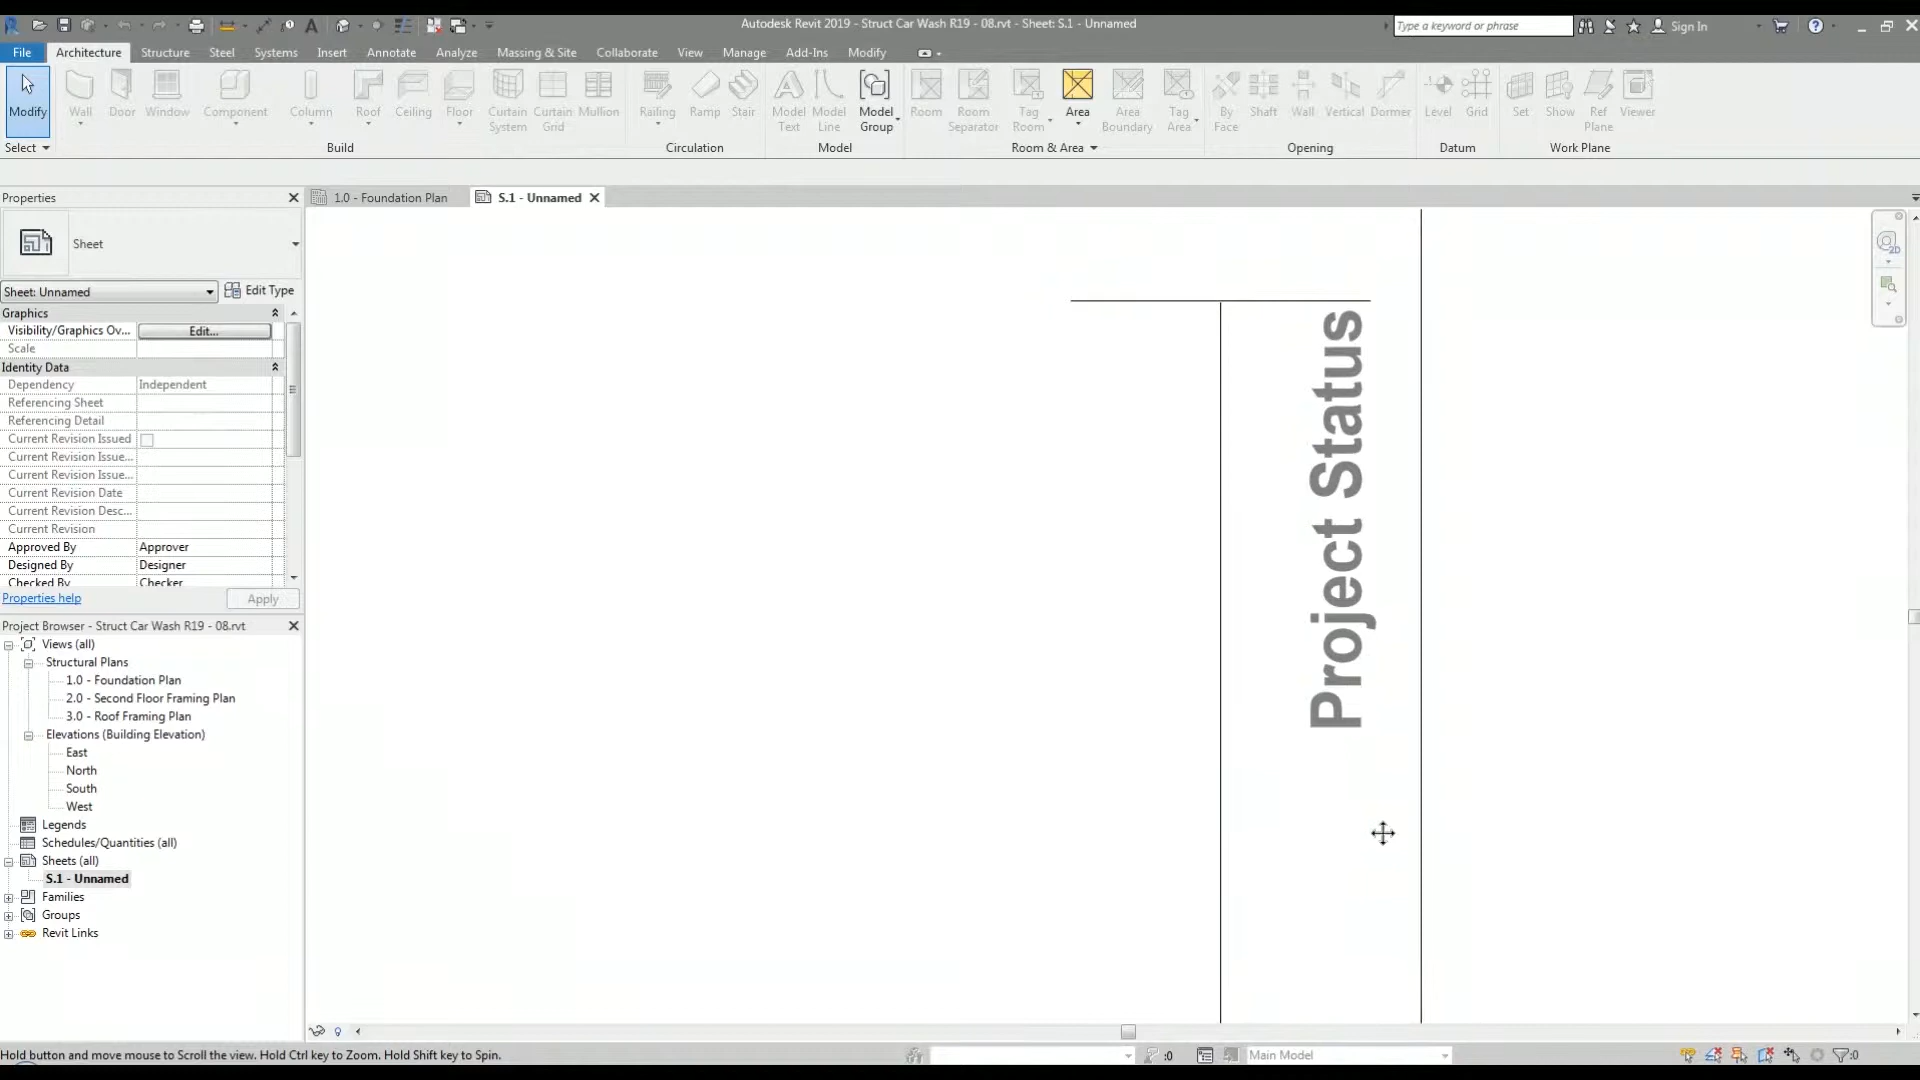 Autodesk Revit 2019 - Struct Car Wash R19 - 08.rvt - Sheet: S.1 - Unnamed
Type a keyword or phrase
Sign In
File Architecture Structure Steel Systems Insert Annotate Analyze Massing & Site Collaborate View Manage Add-Ins Modify
Modify Wall Door Window Component Column Roof Ceiling Floor Curtain System Curtain Grid Mullion Railing Ramp Stair Model Text Model Line Model Group Room Room Separator Tag Room Area Area Boundary Tag Area By Face Shaft Wall Vertical Dormer Level Grid Set Show Ref Plane Viewer
Select Build Circulation Model Room & Area Opening Datum Work Plane
Properties
1.0 - Foundation Plan
S.1 - Unnamed
Sheet
Sheet: Unnamed
Edit Type
Graphics
Visibility/Graphics Ov... Edit...
Scale
Identity Data
Dependency Independent
Referencing Sheet
Referencing Detail
Current Revision Issued
Current Revision Issue...
Current Revision Issue...
Current Revision Date
Current Revision Desc...
Current Revision
Approved By Approver
Designed By Designer
Checked By Checker
Properties help
Apply
Project Browser - Struct Car Wash R19 - 08.rvt
Views (all)
Structural Plans
1.0 - Foundation Plan
2.0 - Second Floor Framing Plan
3.0 - Roof Framing Plan
Elevations (Building Elevation)
East
North
South
West
Legends
Schedules/Quantities (all)
Sheets (all)
S.1 - Unnamed
Families
Groups
Revit Links
Project Status
Hold button and move mouse to Scroll the view. Hold Ctrl key to Zoom. Hold Shift key to Spin.
:0
Main Model
:0
2D